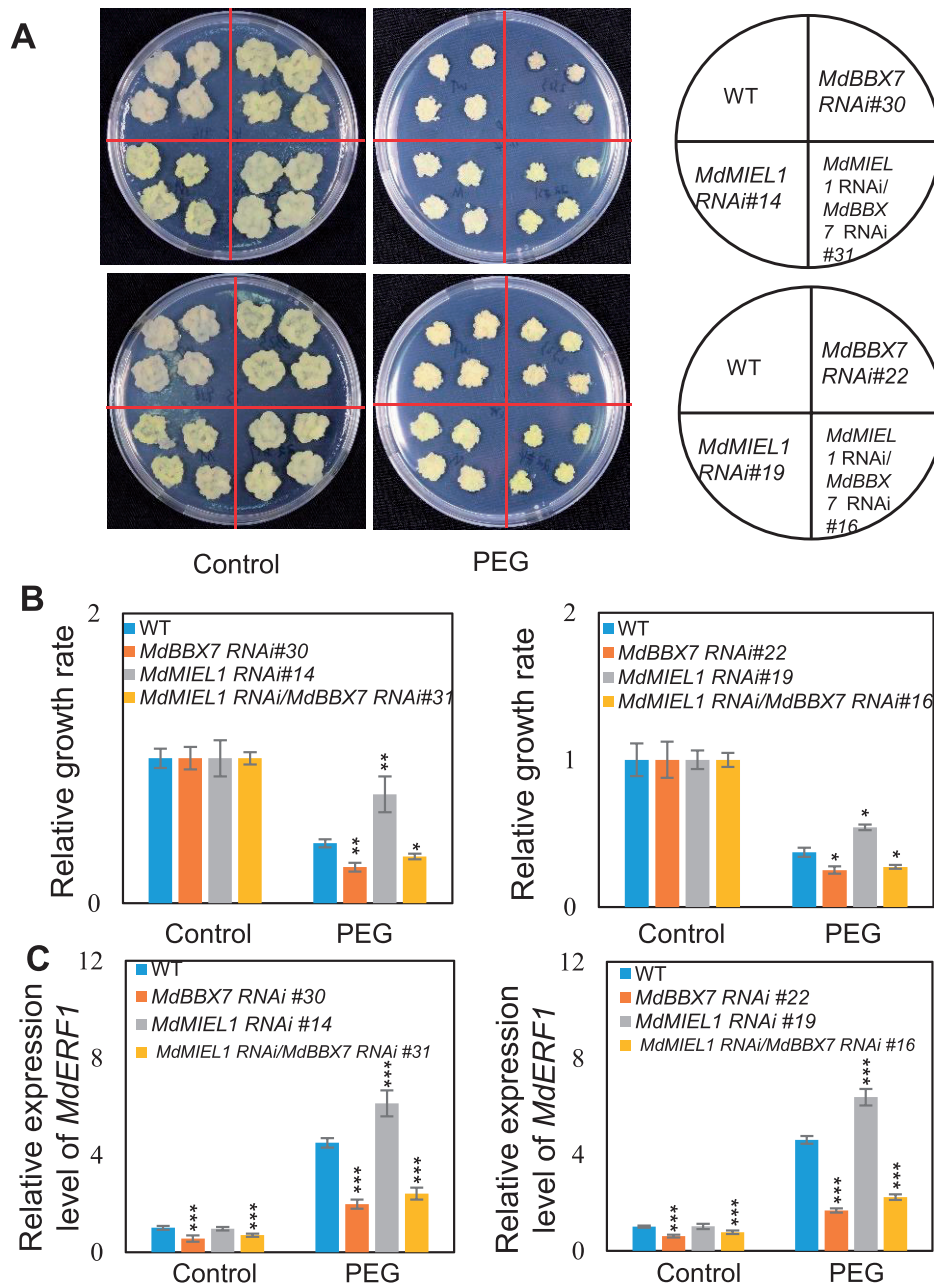 A
WT
MdBBX7
RNAi#30
MdMIEL1
RNAi#14
MdMIEL
1 RNAi/
MdBBX
7 RNAi
#31
WT
MdBBX7
RNAi#22
MdMIEL1
RNAi#19
MdMIEL
1 RNAi/
MdBBX
7 RNAi
#16
Control
PEG
B
Relative growth rate
2
0
WT
MdBBX7 RNAi#30
MdMIEL1 RNAi#14
MdMIEL1 RNAi/MdBBX7 RNAi#31
**
**
*
Control
PEG
Relative growth rate
2
1
0
WT
MdBBX7 RNAi#22
MdMIEL1 RNAi#19
MdMIEL1 RNAi/MdBBX7 RNAi#16
*
*
*
Control
PEG
C
Relative expression
level of MdERF1
12
8
4
0
WT
MdBBX7 RNAi #30
MdMIEL1 RNAi #14
MdMIEL1 RNAi/MdBBX7 RNAi #31
***
***
***
***
***
Control
PEG
Relative expression
level of MdERF1
12
8
4
0
WT
MdBBX7 RNAi #22
MdMIEL1 RNAi #19
MdMIEL1 RNAi/MdBBX7 RNAi #16
***
***
***
***
***
Control
PEG